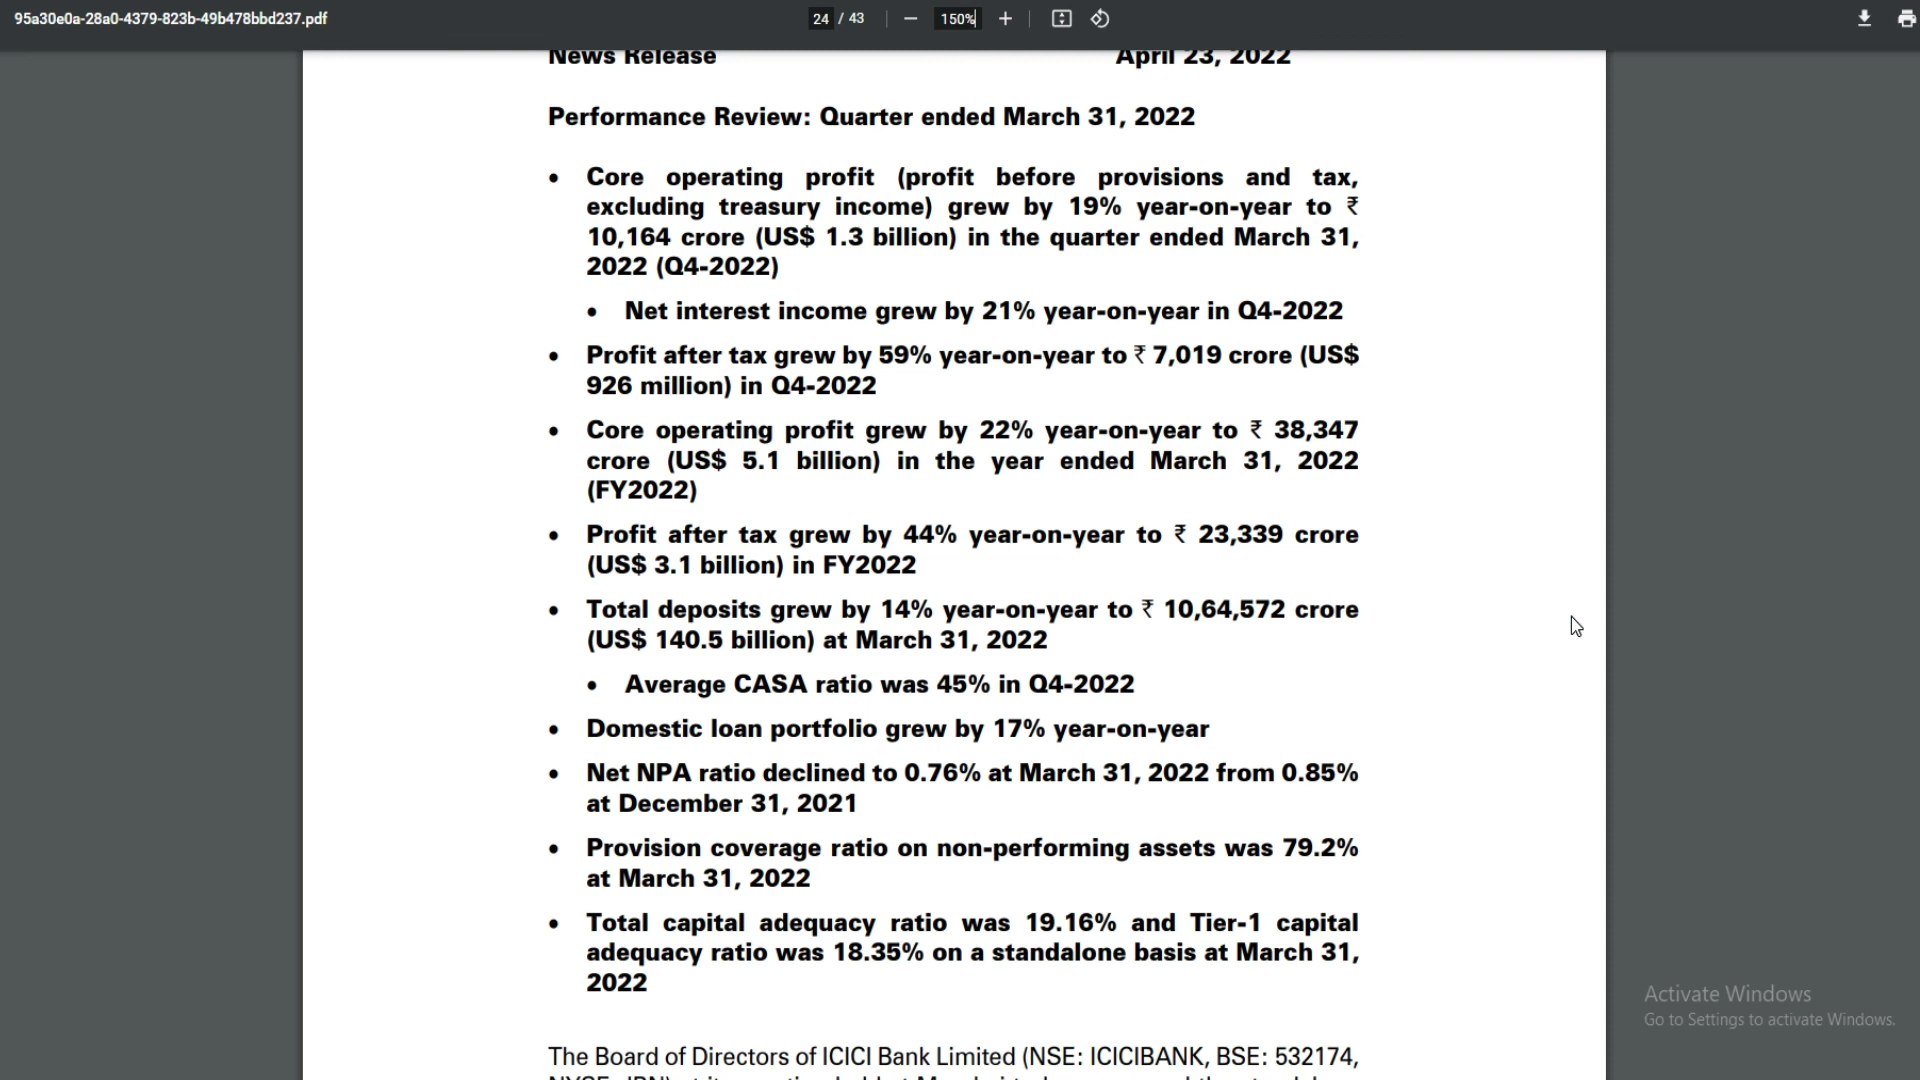 95a30e0a-28a0-4379-823b-49b478bbd237.pdf
24 / 43
150%
News Release April 23, 2022
Performance Review: Quarter ended March 31, 2022
• Core operating profit (profit before provisions and tax,
excluding treasury income) grew by 19% year-on-year to ₹
10,164 crore (US$ 1.3 billion) in the quarter ended March 31,
2022 (Q4-2022)
• Net interest income grew by 21% year-on-year in Q4-2022
• Profit after tax grew by 59% year-on-year to ₹ 7,019 crore (US$
926 million) in Q4-2022
• Core operating profit grew by 22% year-on-year to ₹ 38,347
crore (US$ 5.1 billion) in the year ended March 31, 2022
(FY2022)
• Profit after tax grew by 44% year-on-year to ₹ 23,339 crore
(US$ 3.1 billion) in FY2022
• Total deposits grew by 14% year-on-year to ₹ 10,64,572 crore
(US$ 140.5 billion) at March 31, 2022
• Average CASA ratio was 45% in Q4-2022
• Domestic loan portfolio grew by 17% year-on-year
• Net NPA ratio declined to 0.76% at March 31, 2022 from 0.85%
at December 31, 2021
• Provision coverage ratio on non-performing assets was 79.2%
at March 31, 2022
• Total capital adequacy ratio was 19.16% and Tier-1 capital
adequacy ratio was 18.35% on a standalone basis at March 31,
2022
The Board of Directors of ICICI Bank Limited (NSE: ICICIBANK, BSE: 532174,
Activate Windows
Go to Settings to activate Windows.